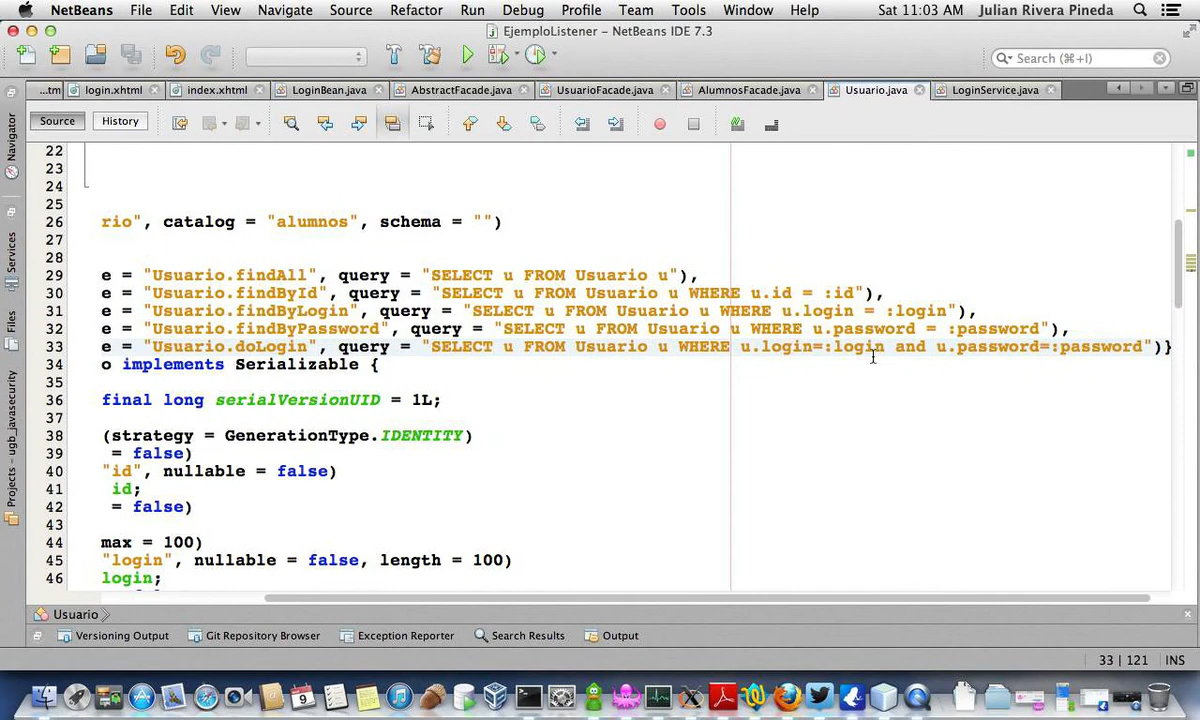 NetBeans File Edit View Navigate Source Refactor Run Debug Profile Team Tools Window Help Sat 11:03 AM Julian Rivera Pineda
EjemploListener - NetBeans IDE 7.3
Search (⌘+I)
...tm login.xhtml index.xhtml LoginBean.java AbstractFacade.java UsuarioFacade.java AlumnosFacade.java Usuario.java LoginService.java
Source History
Navigator
Services
Files
Projects - ugb_javasecurity
22
23
24
25
26 rio", catalog = "alumnos", schema = "")
27
28
29 e = "Usuario.findAll", query = "SELECT u FROM Usuario u"),
30 e = "Usuario.findById", query = "SELECT u FROM Usuario u WHERE u.id = :id"),
31 e = "Usuario.findByLogin", query = "SELECT u FROM Usuario u WHERE u.login = :login"),
32 e = "Usuario.findByPassword", query = "SELECT u FROM Usuario u WHERE u.password = :password"),
33 e = "Usuario.doLogin", query = "SELECT u FROM Usuario u WHERE u.login=:login and u.password=:password")}
34 o implements Serializable {
35
36 final long serialVersionUID = 1L;
37
38 (strategy = GenerationType.IDENTITY)
39 = false)
40 "id", nullable = false)
41 id;
42 = false)
43
44 max = 100)
45 "login", nullable = false, length = 100)
46 login;
Usuario
Versioning Output Git Repository Browser Exception Reporter Search Results Output
33 | 121 INS